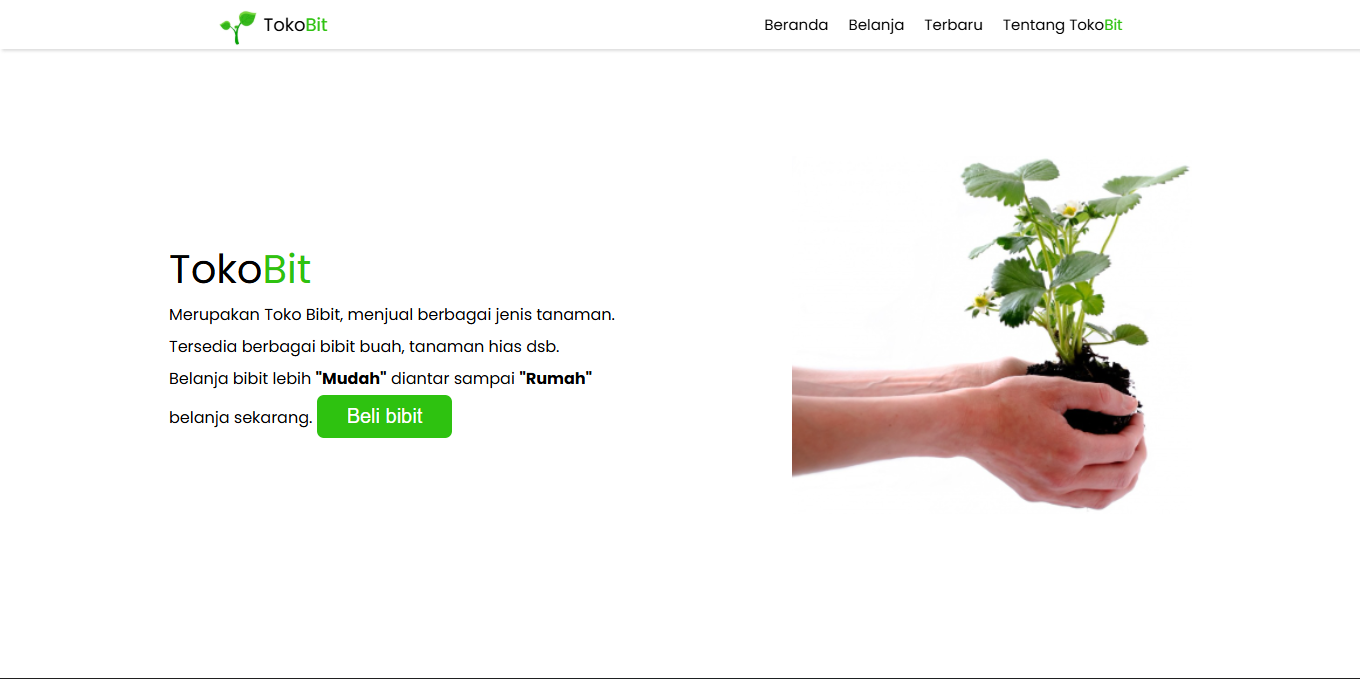 TokoBit
Beranda Belanja Terbaru Tentang TokoBit
TokoBit
Merupakan Toko Bibit, menjual berbagai jenis tanaman.
Tersedia berbagai bibit buah, tanaman hias dsb.
Belanja bibit lebih "Mudah" diantar sampai "Rumah"
belanja sekarang. Beli bibit